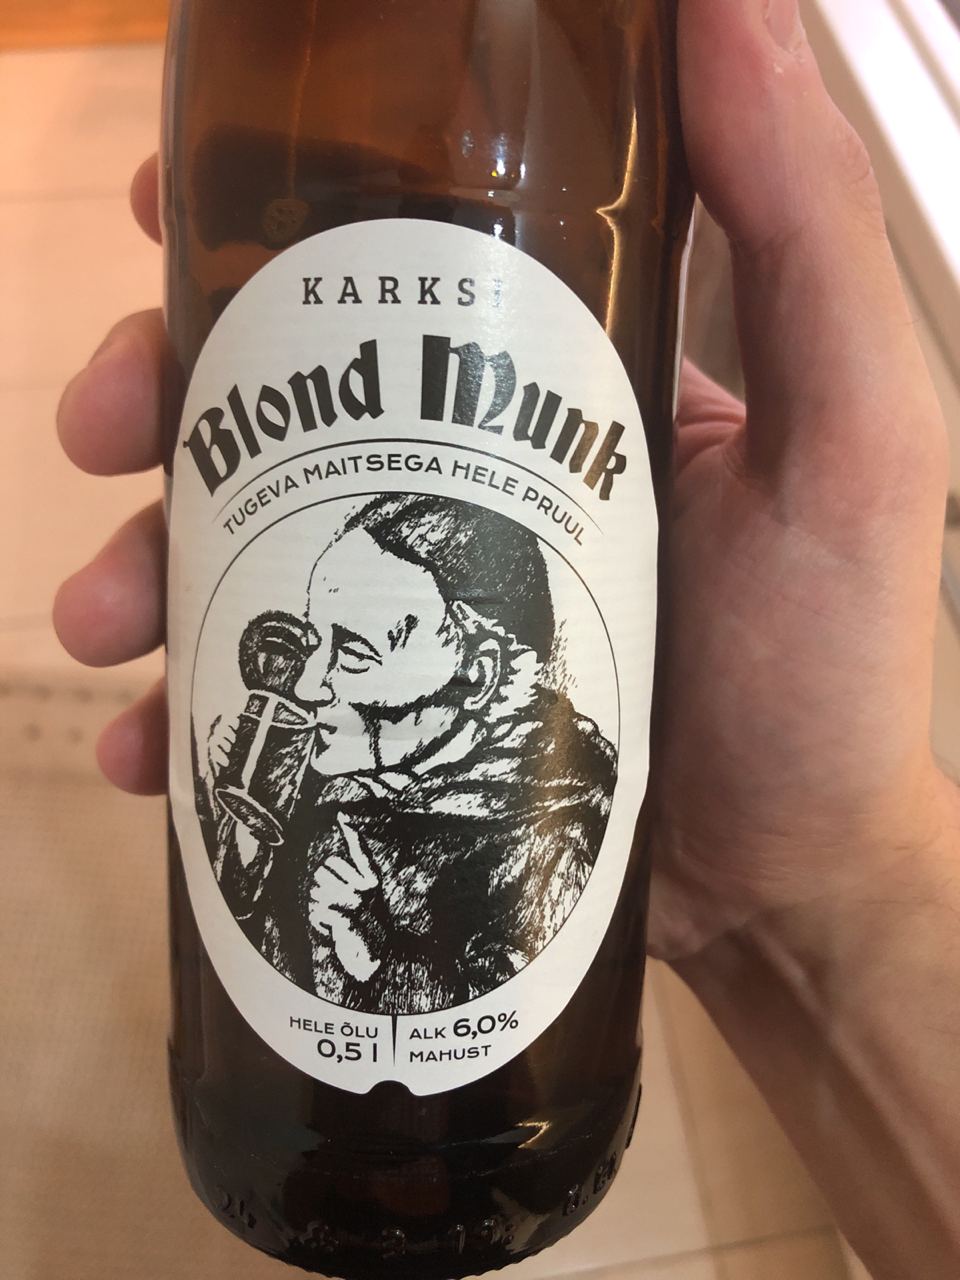 KARKSI
Blond Munk
TUGEVA MAITSEGA HELE PRUUL
HELE ÕLU
0,5 l
ALK 6,0%
MAHUST